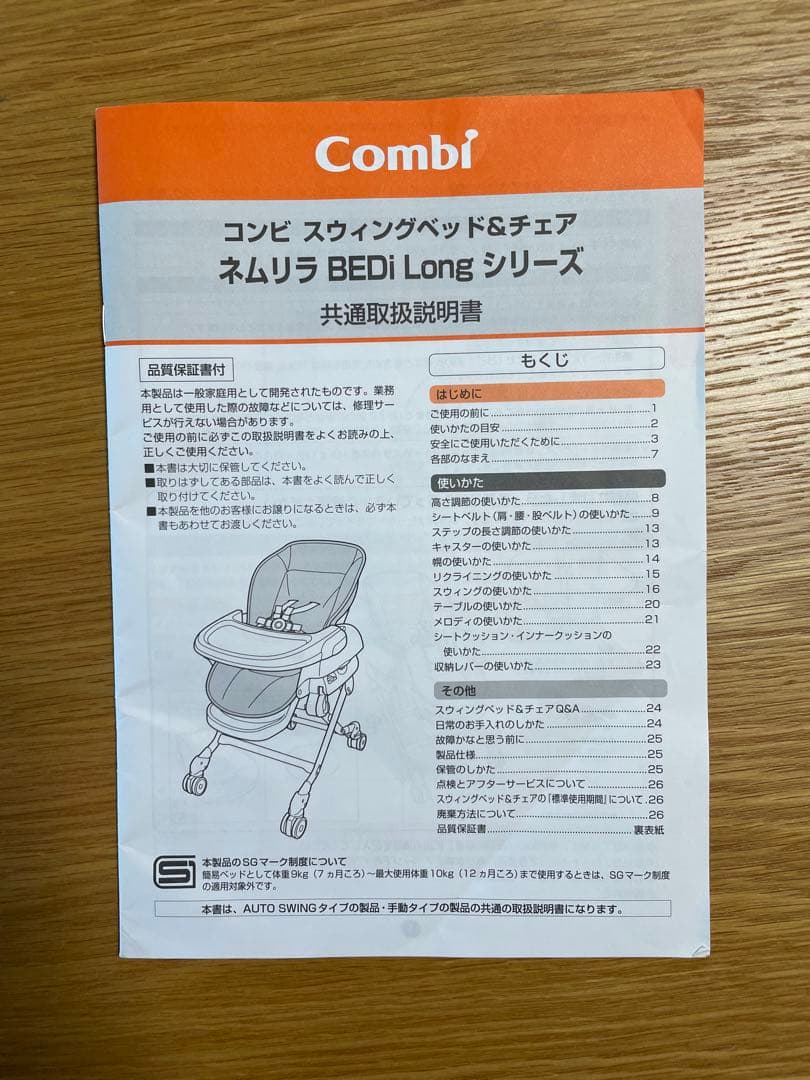 Combi
コンビ スウィングベッド&チェア
ネムリラ BEDi Long シリーズ
共通取扱説明書
品質保証書付
本製品は一般家庭用として開発されたものです。業務
用として使用した際の故障などについては、修理サー
ビスが行えない場合があります。
ご使用の前に必ずこの取扱説明書をよくお読みの上、
正しくご使用ください。
■本書は大切に保管してください。
■取りはずしてある部品は、本書をよく読んで正しく
取り付けてください。
■本製品を他のお客様にお譲りになるときは、必ず本
書もあわせてお渡しください。
もくじ
はじめに
ご使用の前に....................1
使いかたの目安....................2
安全にご使用いただくために....................3
各部のなまえ....................7
使いかた
高さ調節の使いかた....................8
シートベルト(肩・腰・股ベルト)の使いかた......9
ステップの長さ調節の使いかた....................13
キャスターの使いかた....................13
幌の使いかた....................14
リクライニングの使いかた....................15
スウィングの使いかた....................16
テーブルの使いかた....................20
メロディの使いかた....................21
シートクッション・インナークッションの
使いかた....................22
収納レバーの使いかた....................23
その他
スウィングベッド&チェアQ&A....................24
日常のお手入れのしかた....................24
故障かなと思う前に....................25
製品仕様....................25
保管のしかた....................25
点検とアフターサービスについて....................26
スウィングベッド&チェアの「標準使用期間」について.26
廃棄方法について....................26
品質保証書....................裏表紙
本製品のSGマーク制度について
簡易ベッドとして体重9kg(7ヵ月ころ)〜最大使用体重10kg(12ヵ月ころ)まで使用するときは、SGマーク制度
の適用対象外です。
本書は、AUTO SWINGタイプの製品・手動タイプの製品の共通の取扱説明書になります。